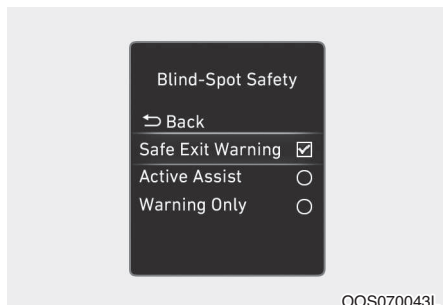 Blind-Spot Safety
Back
Safe Exit Warning
Active Assist
Warning Only
OOS070043L